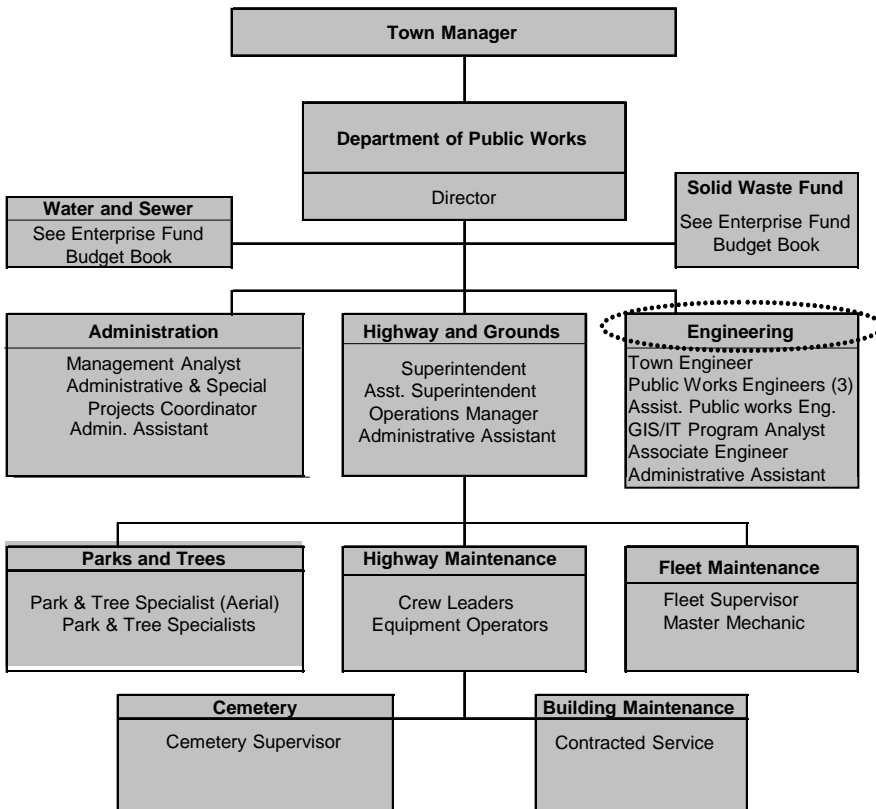 Town Manager
Department of Public Works
Director
Water and Sewer
See Enterprise Fund
Budget Book
Solid Waste Fund
See Enterprise Fund
Budget Book
Administration
Management Analyst
Administrative & Special
Projects Coordinator
Admin. Assistant
Highway and Grounds
Superintendent
Asst. Superintendent
Operations Manager
Administrative Assistant
Engineering
Town Engineer
Public Works Engineers (3)
Assist. Public works Eng.
GIS/IT Program Analyst
Associate Engineer
Administrative Assistant
Parks and Trees
Park & Tree Specialist (Aerial)
Park & Tree Specialists
Highway Maintenance
Crew Leaders
Equipment Operators
Fleet Maintenance
Fleet Supervisor
Master Mechanic
Cemetery
Cemetery Supervisor
Building Maintenance
Contracted Service